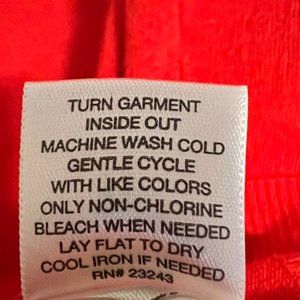 TURN GARMENT
INSIDE OUT
MACHINE WASH COLD
GENTLE CYCLE
WITH LIKE COLORS
ONLY NON-CHLORINE
BLEACH WHEN NEEDED
LAY FLAT TO DRY
COOL IRON IF NEEDED
RN# 23243